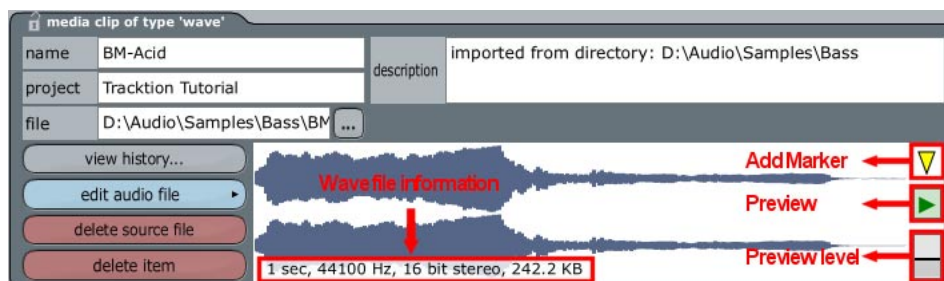 media clip of type 'wave'
name BM-Acid
description imported from directory: D:\Audio\Samples\Bass
project Tracktion Tutorial
file D:\Audio\Samples\Bass\BM ...
view history...
edit audio file
delete source file
delete item
Wave file information
1 sec, 44100 Hz, 16 bit stereo, 242.2 KB
Add Marker
Preview
Preview level